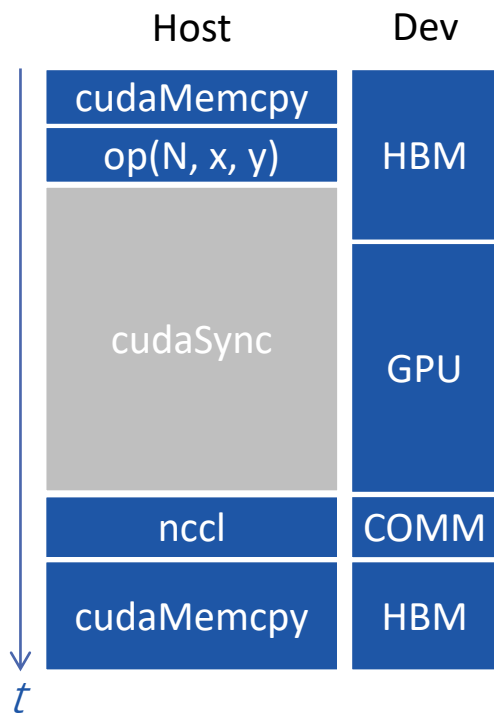 Host
Dev
cudaMemcpy
op(N, x, y)
HBM
cudaSync
GPU
nccl
COMM
cudaMemcpy
HBM
t